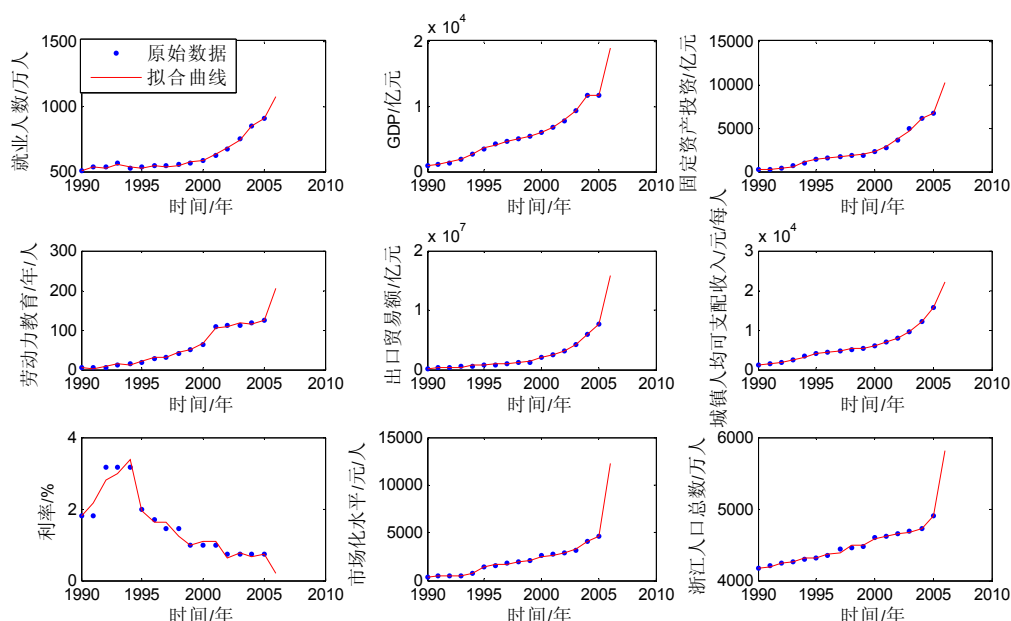 1500
1000
500
就业人数/万人
原始数据
拟合曲线
1990 1995 2000 2005 2010
时间/年
x 10^4
2
1
0
GDP/亿元
1990 1995 2000 2005 2010
时间/年
15000
10000
5000
0
固定资产投资/亿元
1990 1995 2000 2005 2010
时间/年
300
200
100
0
劳动力教育/年/人
1990 1995 2000 2005 2010
时间/年
x 10^7
2
1
0
出口贸易额/亿元
1990 1995 2000 2005 2010
时间/年
x 10^4
3
2
1
0
城镇人均可支配收入/元/每人
1990 1995 2000 2005 2010
时间/年
4
2
0
利率/%
1990 1995 2000 2005 2010
时间/年
15000
10000
5000
0
市场化水平/元/人
1990 1995 2000 2005 2010
时间/年
6000
5000
4000
浙江人口总数/万人
1990 1995 2000 2005 2010
时间/年